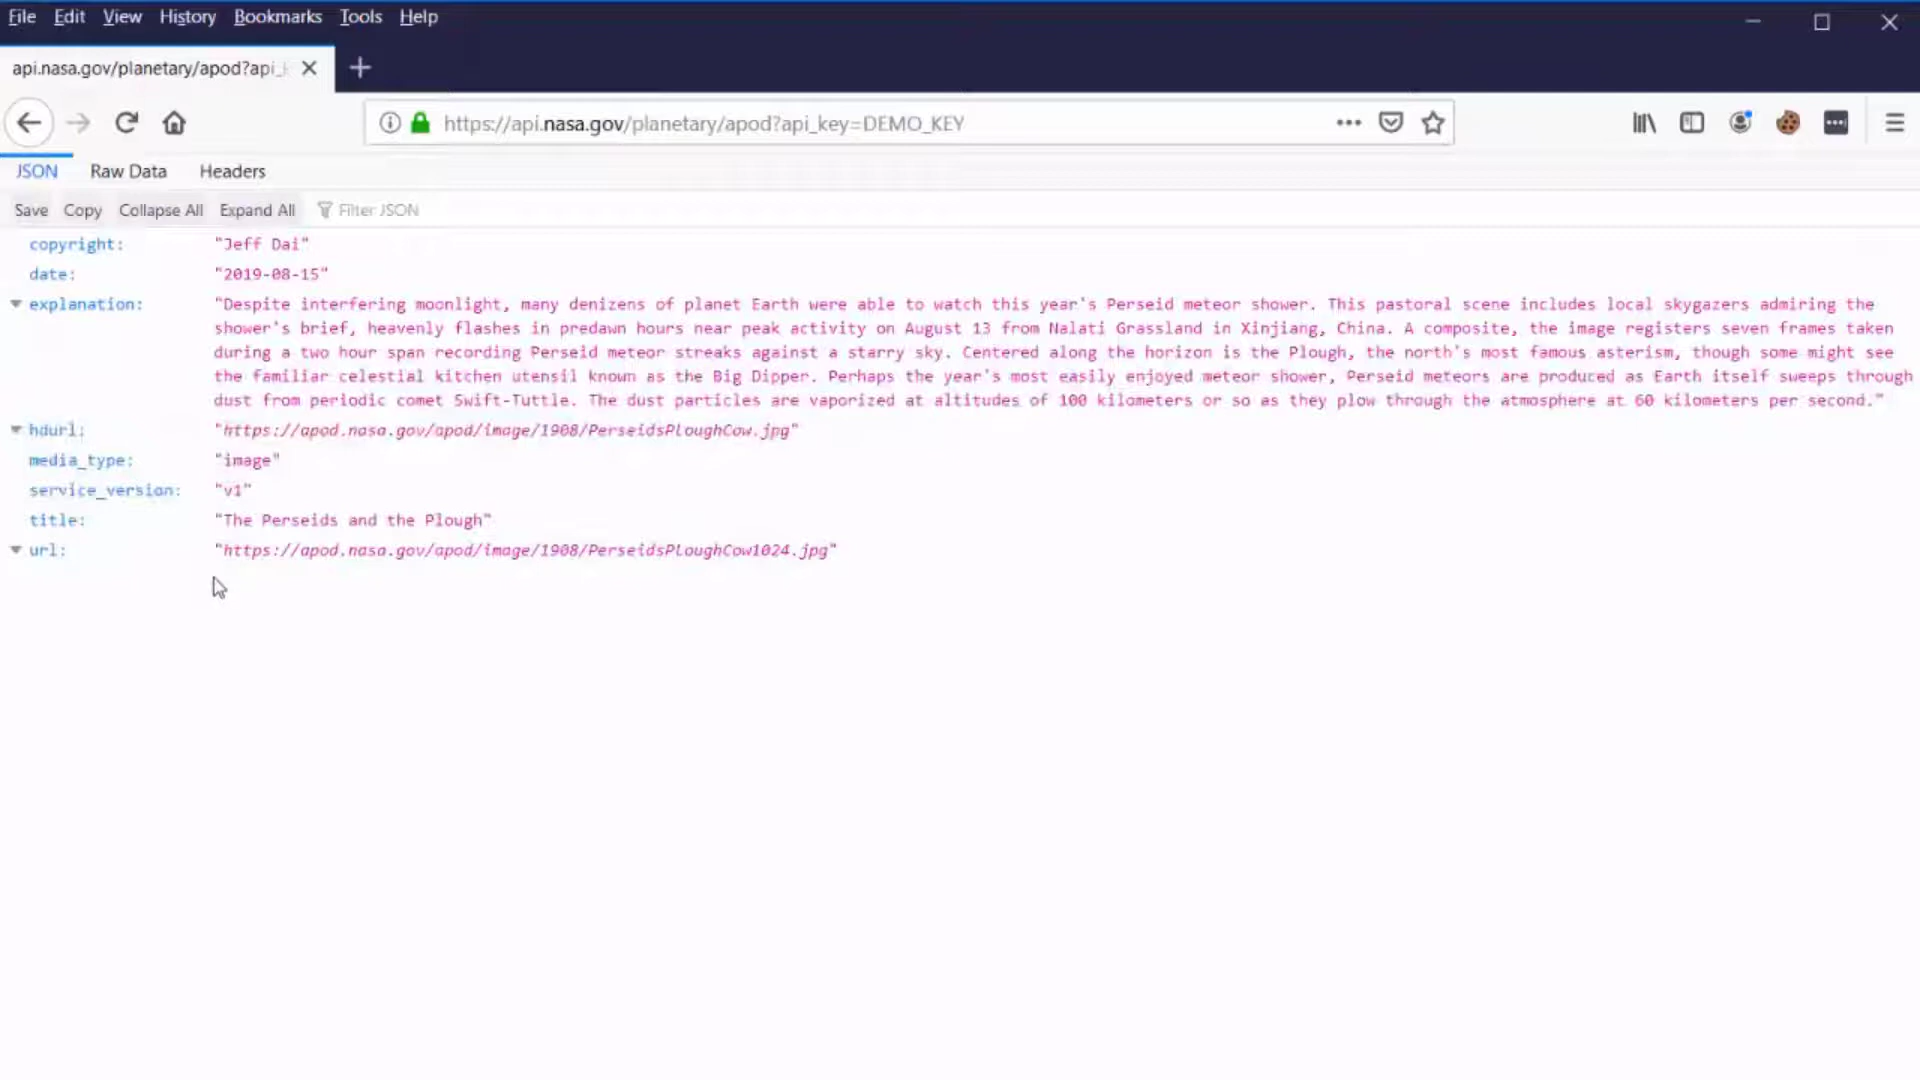 File Edit View History Bookmarks Tools Help
api.nasa.gov/planetary/apod?api_
https://api.nasa.gov/planetary/apod?api_key=DEMO_KEY
JSON Raw Data Headers
Save Copy Collapse All Expand All Filter JSON
copyright: "Jeff Dai"
date: "2019-08-15"
explanation: "Despite interfering moonlight, many denizens of planet Earth were able to watch this year's Perseid meteor shower. This pastoral scene includes local skygazers admiring the
shower's brief, heavenly flashes in predawn hours near peak activity on August 13 from Nalati Grassland in Xinjiang, China. A composite, the image registers seven frames taken
during a two hour span recording Perseid meteor streaks against a starry sky. Centered along the horizon is the Plough, the north's most famous asterism, though some might see
the familiar celestial kitchen utensil known as the Big Dipper. Perhaps the year's most easily enjoyed meteor shower, Perseid meteors are produced as Earth itself sweeps through
dust from periodic comet Swift-Tuttle. The dust particles are vaporized at altitudes of 100 kilometers or so as they plow through the atmosphere at 60 kilometers per second."
hdurl: "https://apod.nasa.gov/apod/image/1908/PerseidsPloughCow.jpg"
media_type: "image"
service_version: "v1"
title: "The Perseids and the Plough"
url: "https://apod.nasa.gov/apod/image/1908/PerseidsPloughCow1024.jpg"